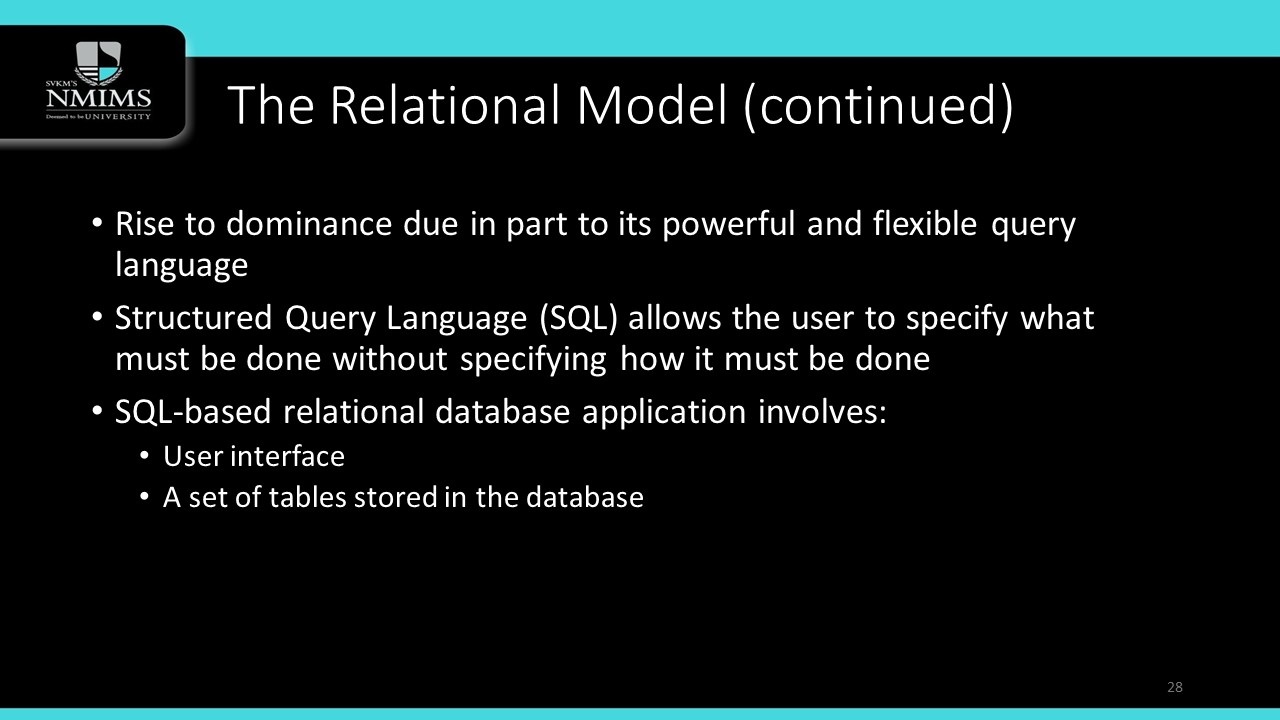 SVKM'S
NMIMS
Deemed to be UNIVERSITY
The Relational Model (continued)
• Rise to dominance due in part to its powerful and flexible query
language
• Structured Query Language (SQL) allows the user to specify what
must be done without specifying how it must be done
• SQL-based relational database application involves:
• User interface
• A set of tables stored in the database
28